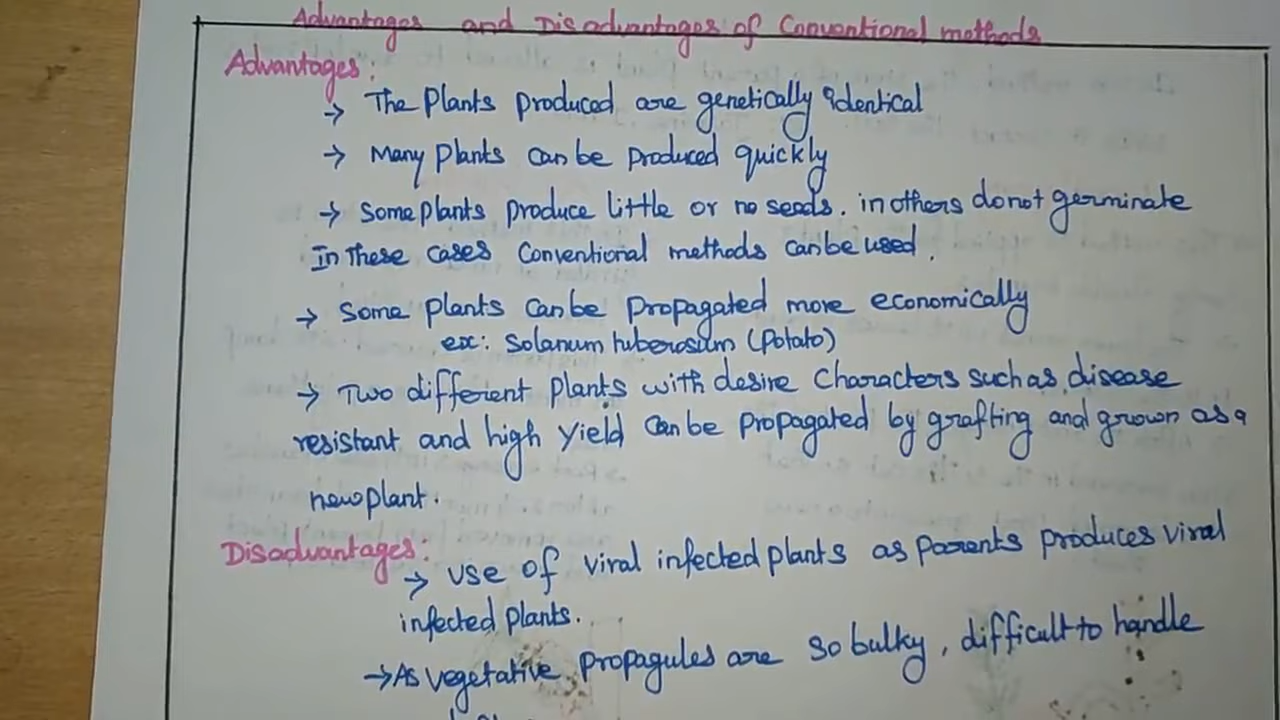 Advantages and Disadvantages of Conventional methods
Advantages:
→ The Plants Produced are genetically identical
→ Many Plants can be produced quickly
→ Some plants produce little or no seeds. in others do not germinate
In these cases Conventional methods can be used.
→ Some plants can be propagated more economically
ex: Solanum tuberosum (Potato)
→ Two different Plants with desire Characters such as disease
resistant and high yield can be propagated by grafting and grown as a
new plant.
Disadvantages:
→ use of viral infected plants as Parents produces viral
infected plants.
→ As vegetative propagules are so bulky, difficult to handle